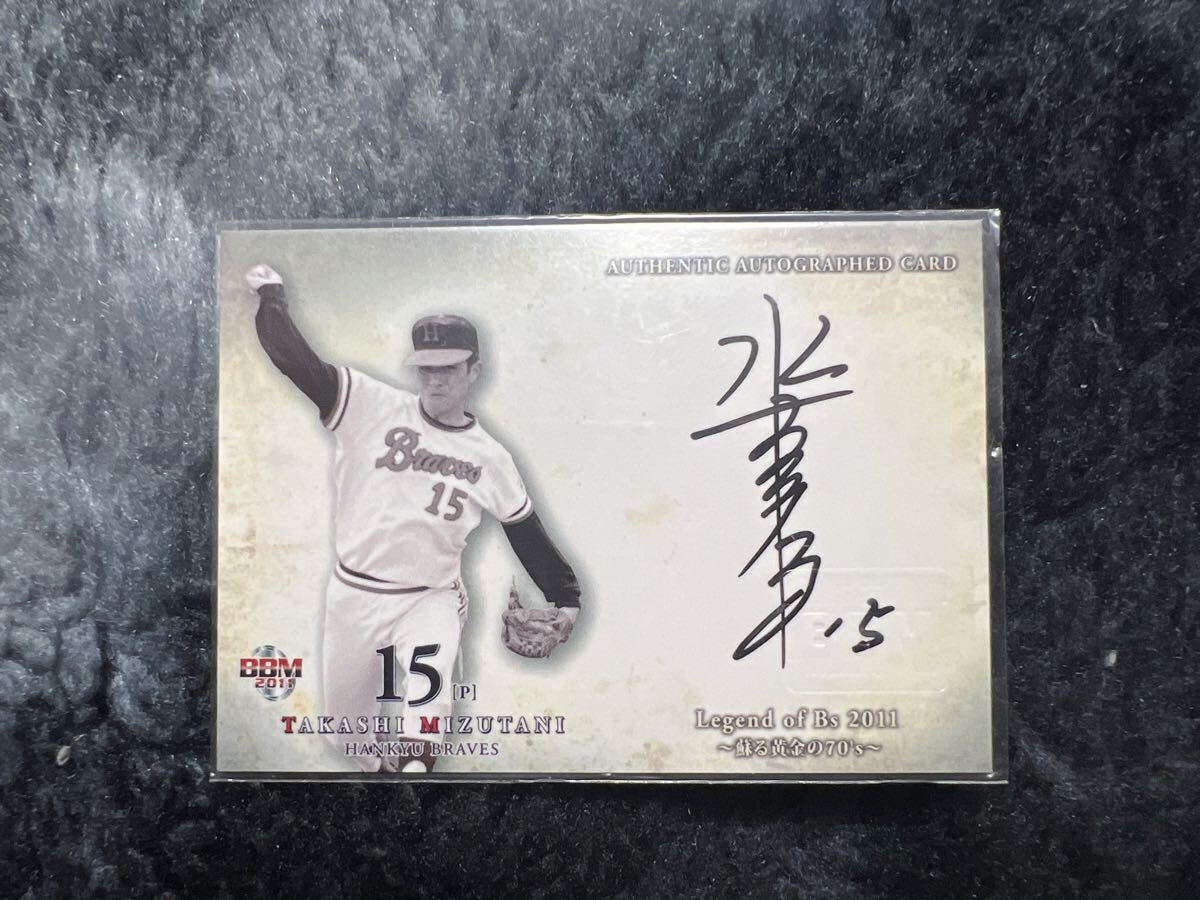 AUTHENTIC AUTOGRAPHED CARD
H
Braves
15
水谷
15
BBM
2011
15 [P]
TAKASHI MIZUTANI
HANKYU BRAVES
Legend of Bs 2011
~蘇る黄金の70's~